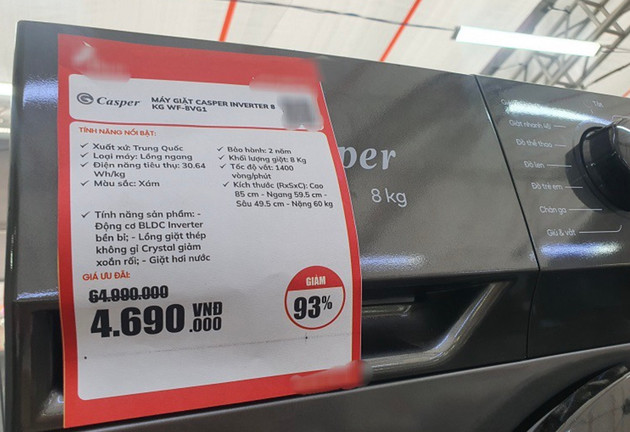 Casper
MÁY GIẶT CASPER INVERTER 8
KG WF-8VG1
TÍNH NĂNG NỔI BẬT:
✓ Xuất xứ: Trung Quốc
✓ Loại máy: Lồng ngang
✓ Điện năng tiêu thụ: 30.64
Wh/kg
✓ Màu sắc: Xám
✓ Bảo hành: 2 năm
✓ Khối lượng giặt: 8 Kg
✓ Tốc độ vắt: 1400
vòng/phút
✓ Kích thước (RxSxC): Cao
85 cm - Ngang 59.5 cm -
Sâu 49.5 cm - Nặng 60 kg
✓ Tính năng sản phẩm: -
Động cơ BLDC Inverter
bền bỉ; - Lồng giặt thép
không gỉ Crystal giảm
xoắn rối; - Giặt hơi nước
GIÁ ƯU ĐÃI:
64.990.000
4.690.000 VNĐ
GIẢM
93%
per
8 kg
Tắt
Giặt nhanh 15'
Đồ thể thao
Đồ len
Đồ trẻ em
Chăn ga
Giũ & vắt